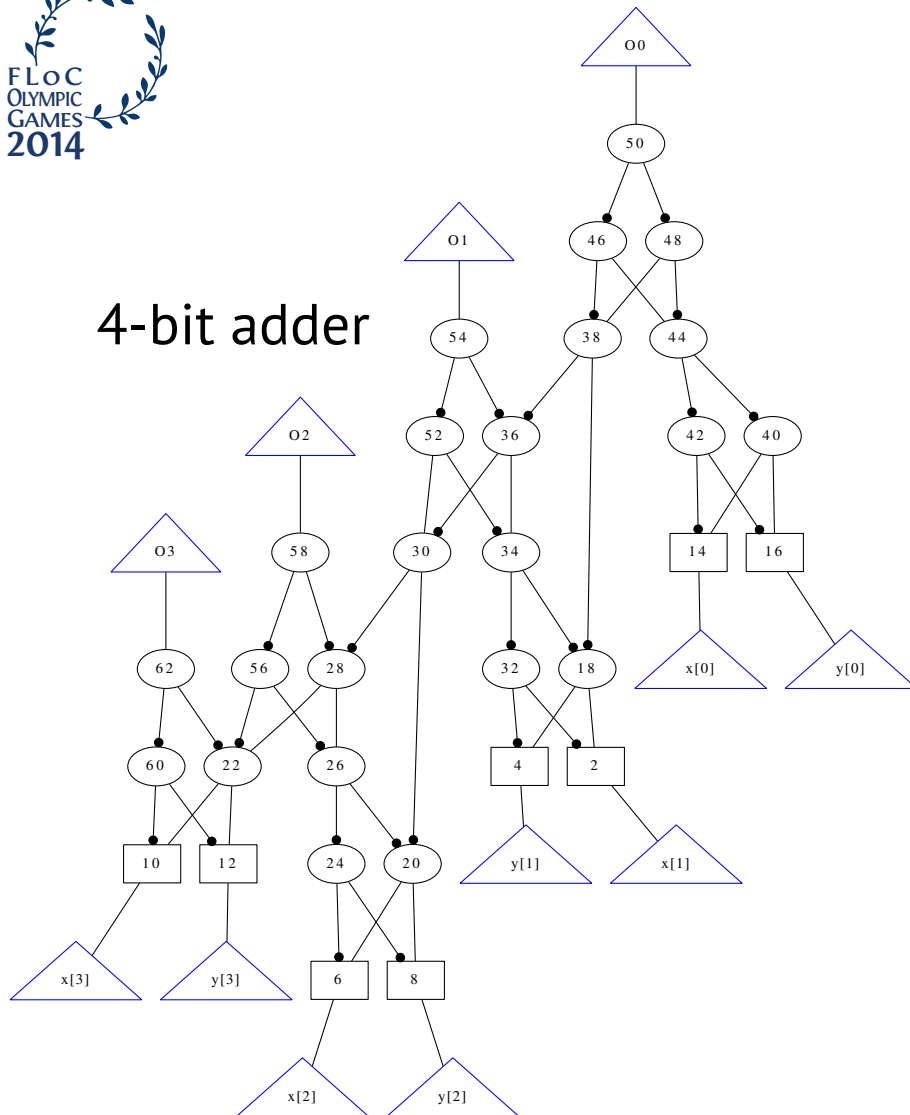 FLoC
OLYMPIC
GAMES
2014
O0
50
46 48
O1
4-bit adder
54 38 44
O2
52 36 42 40
O3
58 30 34 14 16
62 56 28 32 18 x[0] y[0]
60 22 26 4 2
10 12 24 20 y[1] x[1]
x[3] y[3] 6 8
x[2] y[2]